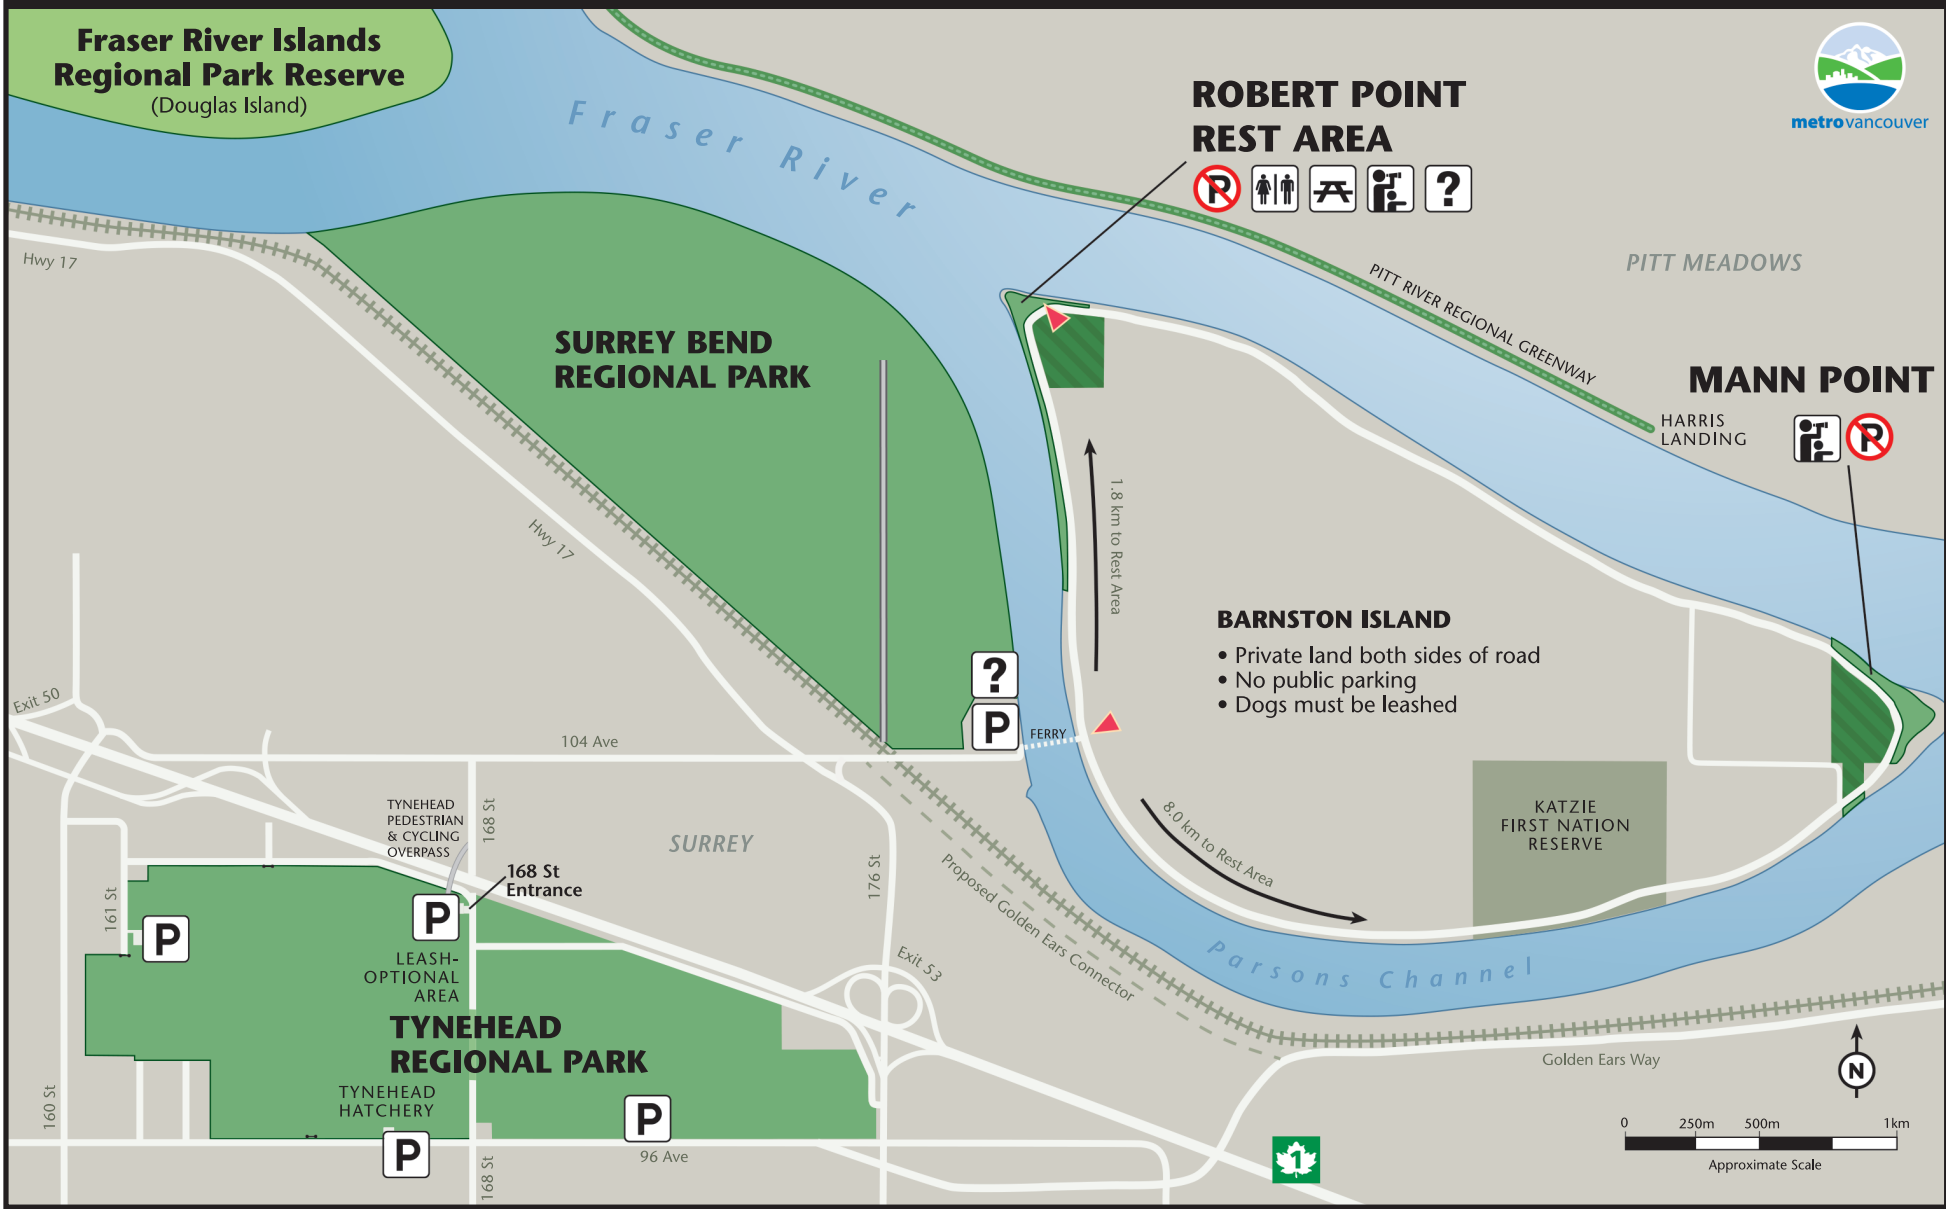 Fraser River Islands
Regional Park Reserve
(Douglas Island)
Fraser River
ROBERT POINT
REST AREA
P
?
metrovancouver
PITT MEADOWS
PITT RIVER REGIONAL GREENWAY
MANN POINT
P
HARRIS
LANDING
Hwy 17
SURREY BEND
REGIONAL PARK
Hwy 17
1.8 km to Rest Area
BARNSTON ISLAND
• Private land both sides of road
• No public parking
• Dogs must be leashed
?
P
FERRY
Exit 50
104 Ave
TYNEHEAD
PEDESTRIAN
& CYCLING
OVERPASS
168 St
SURREY
168 St
Entrance
176 St
8.0 km to Rest Area
KATZIE
FIRST NATION
RESERVE
Proposed Golden Ears Connector
161 St
P
P
LEASH-
OPTIONAL
AREA
Exit 53
Parsons Channel
TYNEHEAD
REGIONAL PARK
TYNEHEAD
HATCHERY
160 St
P
P
168 St
96 Ave
Golden Ears Way
N
1
0 250m 500m 1km
Approximate Scale